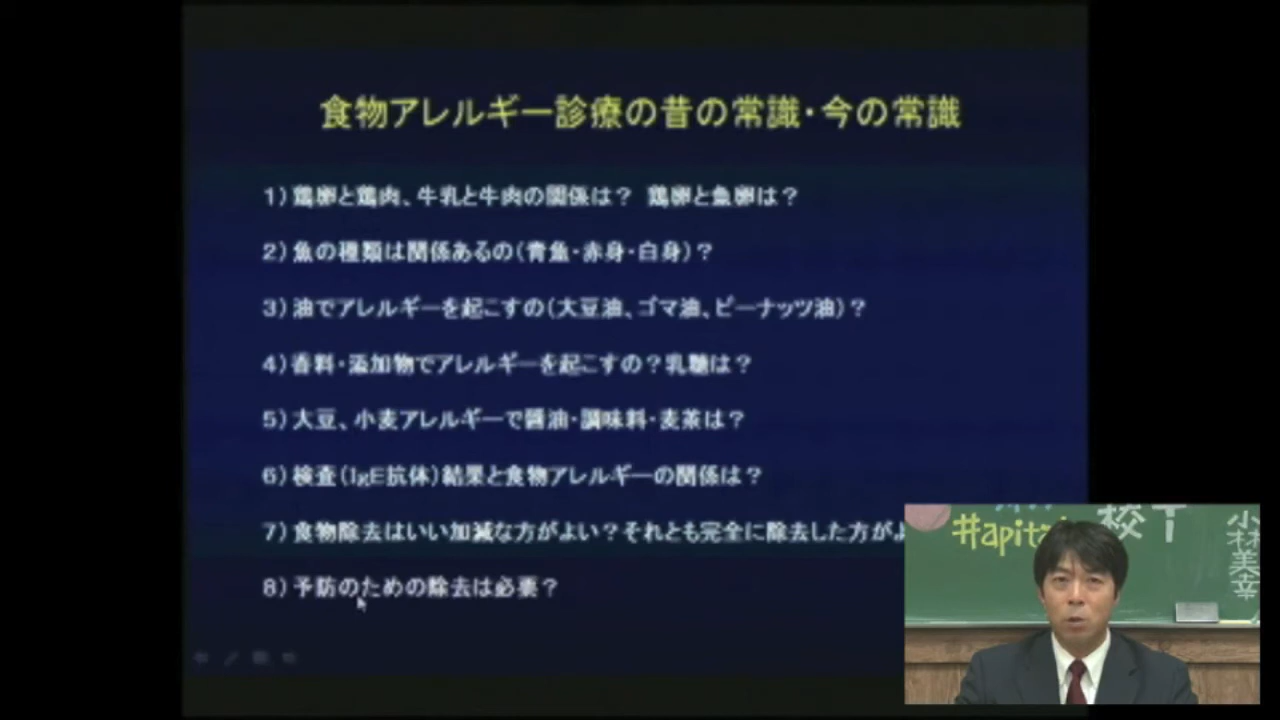 食物アレルギー診療の昔の常識・今の常識
1）鶏卵と鶏肉、牛乳と牛肉の関係は？ 鶏卵と魚卵は？
2）魚の種類は関係あるの（青魚・赤身・白身）？
3）油でアレルギーを起こすの（大豆油、ゴマ油、ピーナッツ油）？
4）香料・添加物でアレルギーを起こすの？乳糖は？
5）大豆、小麦アレルギーで醤油・調味料・麦茶は？
6）検査（IgE抗体）結果と食物アレルギーの関係は？
7）食物除去はいい加減な方がよい？それとも完全に除去した方が
8）予防のための除去は必要？
#apita
校
小林美幸